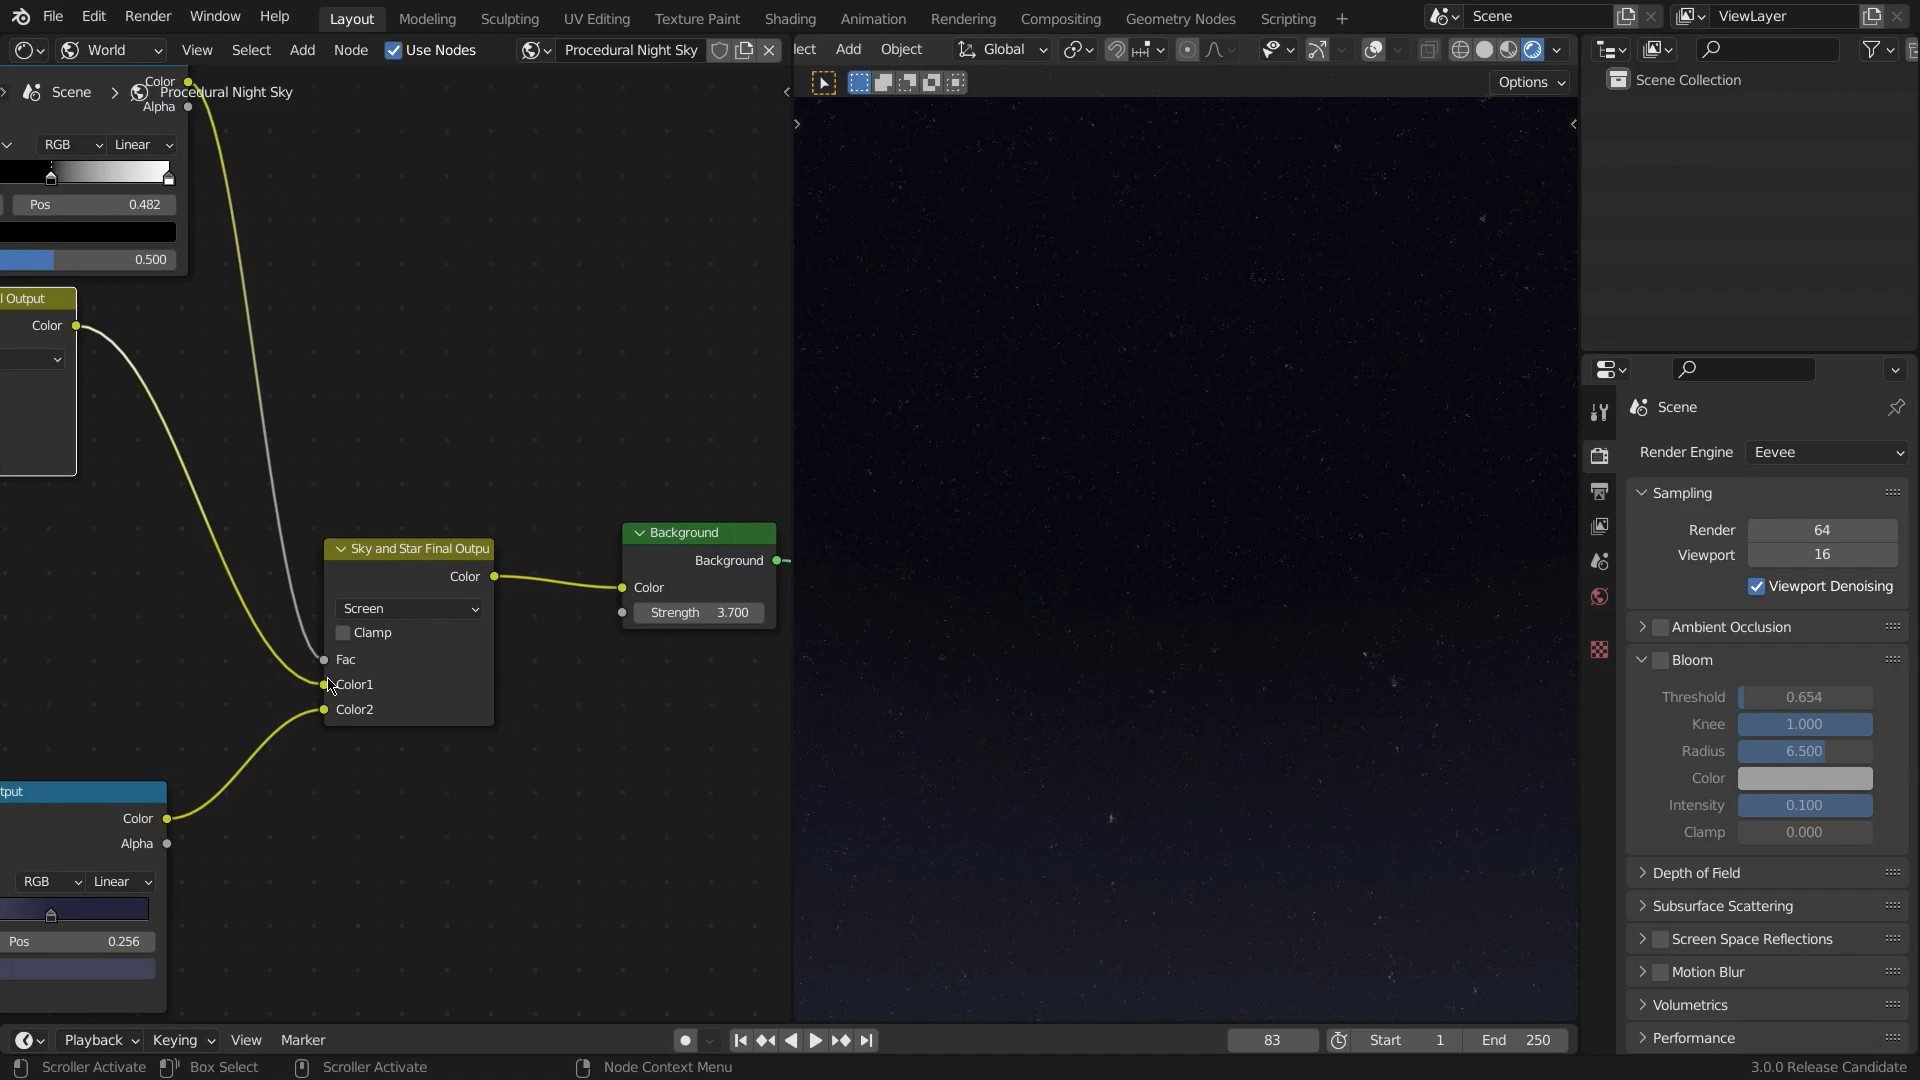 File Edit Render Window Help Layout Modeling Sculpting UV Editing Texture Paint Shading Animation Rendering Compositing Geometry Nodes Scripting + Scene ViewLayer
World View Select Add Node Use Nodes Procedural Night Sky lect Add Object Global
Options
Scene Collection
Scene > Procedural Night Sky
Color
Alpha
RGB Linear
Pos 0.482
0.500
l Output
Color
Sky and Star Final Outpu
Color
Screen
Clamp
Fac
Color1
Color2
Background
Background
Color
Strength 3.700
tput
Color
Alpha
RGB Linear
Pos 0.256
Scene
Render Engine Eevee
Sampling
Render 64
Viewport 16
Viewport Denoising
Ambient Occlusion
Bloom
Threshold 0.654
Knee 1.000
Radius 6.500
Color
Intensity 0.100
Clamp 0.000
Depth of Field
Subsurface Scattering
Screen Space Reflections
Motion Blur
Volumetrics
Performance
Playback Keying View Marker 83 Start 1 End 250
Scroller Activate Box Select Scroller Activate Node Context Menu 3.0.0 Release Candidate